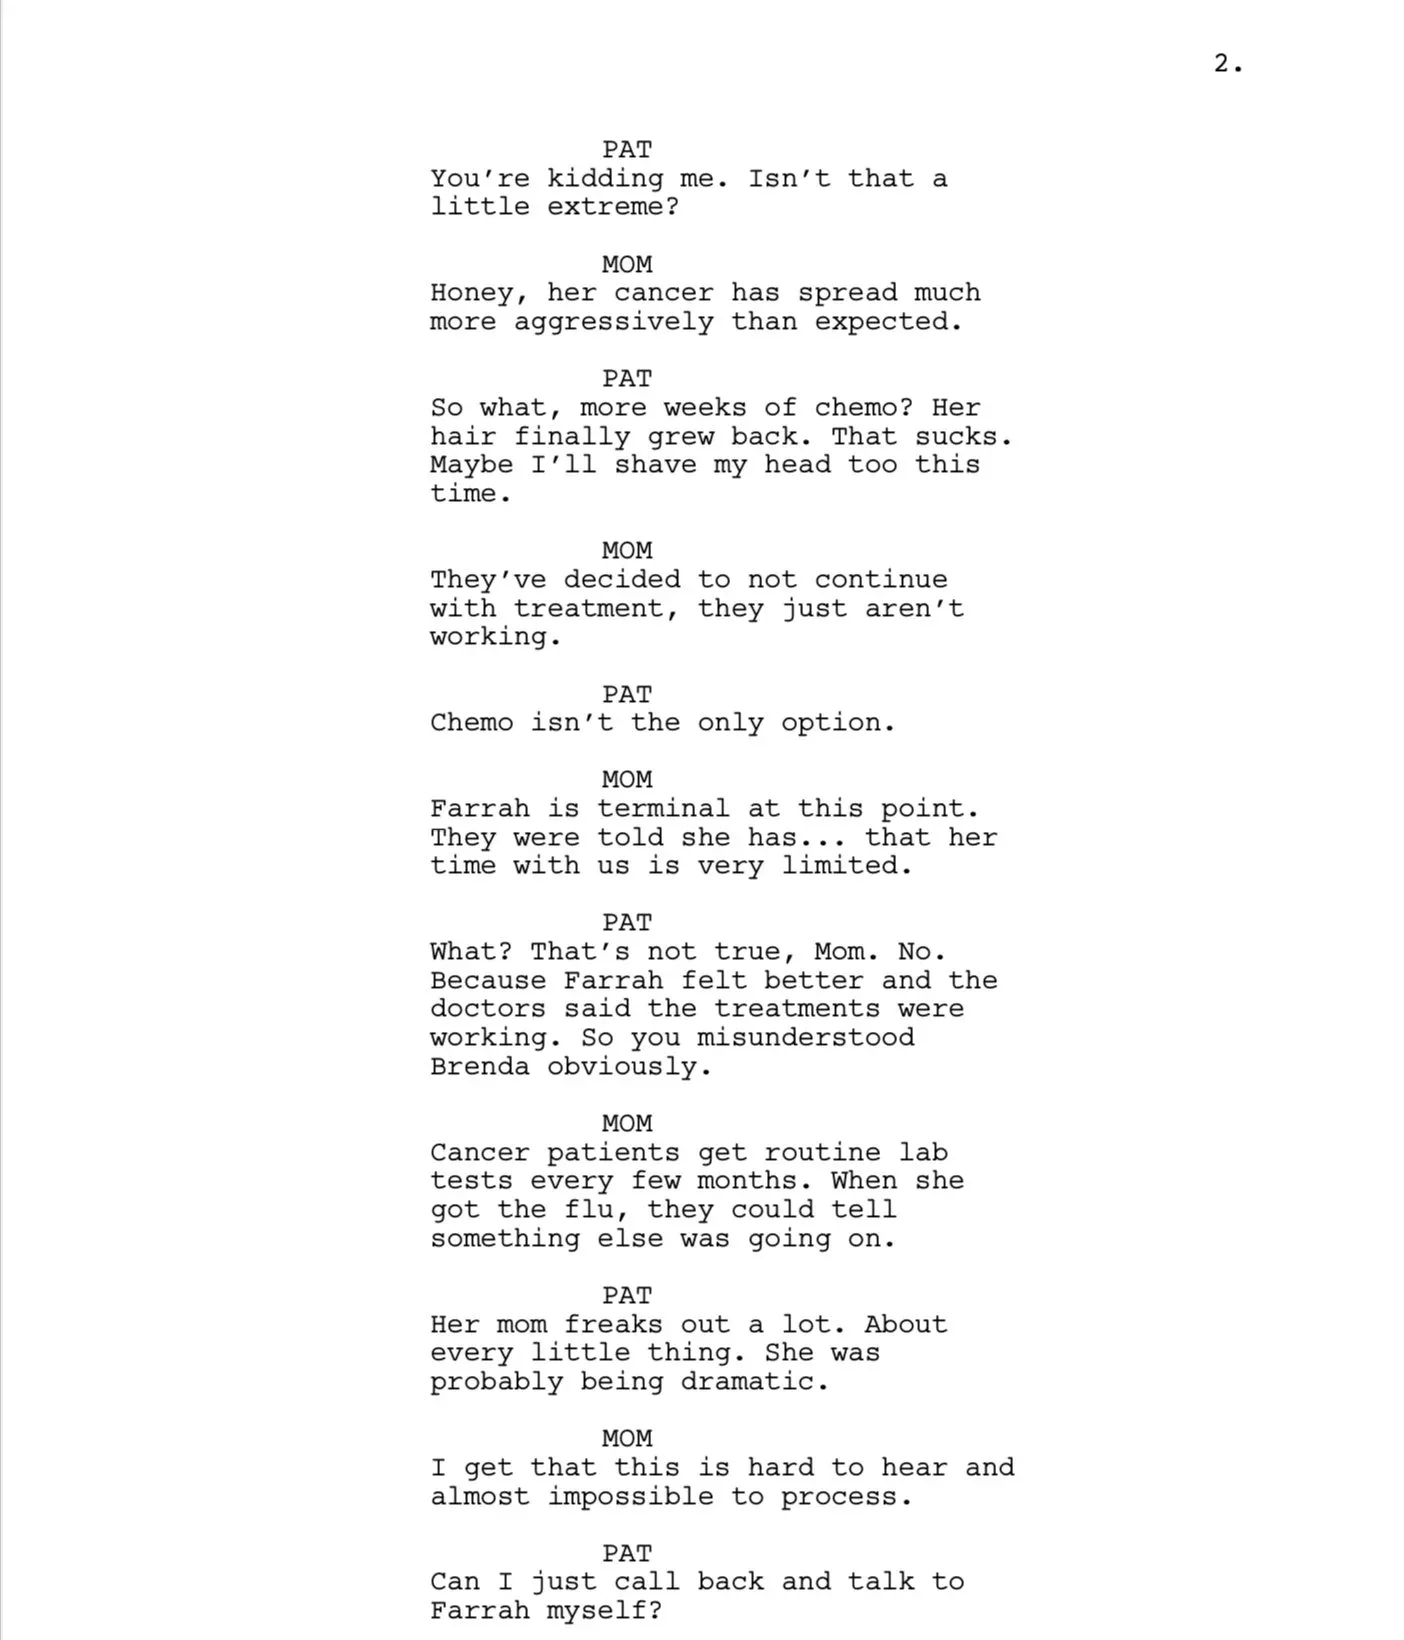 2.
PAT
You're kidding me. Isn't that a
little extreme?
MOM
Honey, her cancer has spread much
more aggressively than expected.
PAT
So what, more weeks of chemo? Her
hair finally grew back. That sucks.
Maybe I'll shave my head too this
time.
MOM
They've decided to not continue
with treatment, they just aren't
working.
PAT
Chemo isn't the only option.
MOM
Farrah is terminal at this point.
They were told she has... that her
time with us is very limited.
PAT
What? That's not true, Mom. No.
Because Farrah felt better and the
doctors said the treatments were
working. So you misunderstood
Brenda obviously.
MOM
Cancer patients get routine lab
tests every few months. When she
got the flu, they could tell
something else was going on.
PAT
Her mom freaks out a lot. About
every little thing. She was
probably being dramatic.
MOM
I get that this is hard to hear and
almost impossible to process.
PAT
Can I just call back and talk to
Farrah myself?